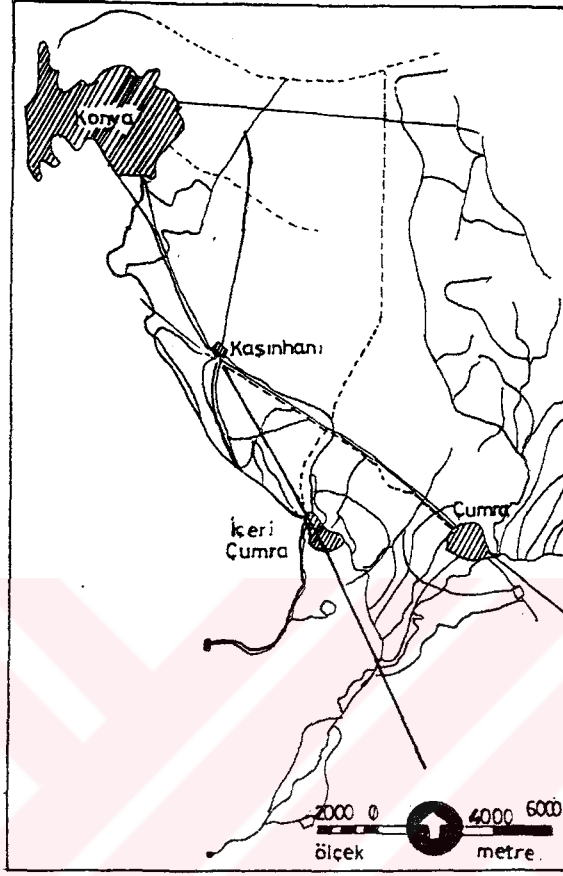 Konya
Kaşınhanı
İçeri
Çumra
Çumra
2000 0 4000 6000
ölçek metre